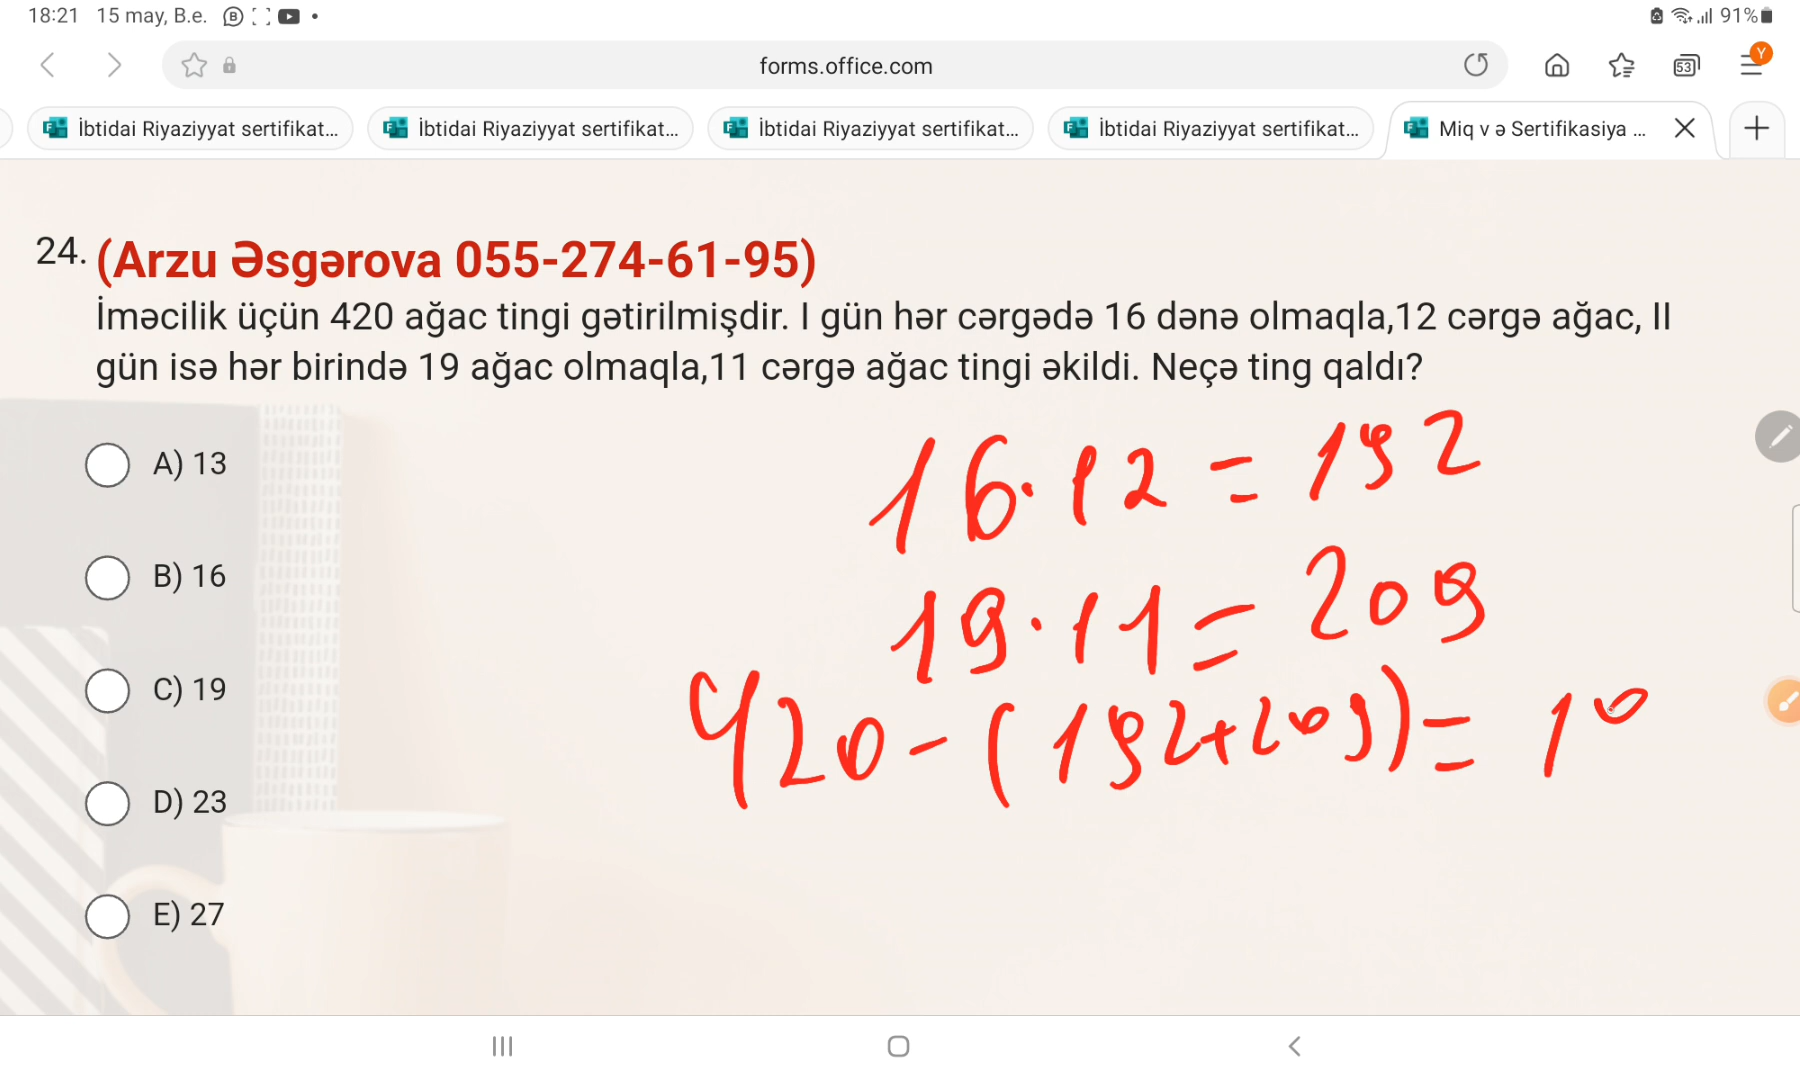 18:21 15 may, B.e. 91%
forms.office.com 53 Y
İbtidai Riyaziyyat sertifikat... İbtidai Riyaziyyat sertifikat... İbtidai Riyaziyyat sertifikat... İbtidai Riyaziyyat sertifikat... Miq v ə Sertifikasiya ...
24. (Arzu Əsgərova 055-274-61-95)
İməcilik üçün 420 ağac tingi gətirilmişdir. I gün hər cərgədə 16 dənə olmaqla,12 cərgə ağac, II
gün isə hər birində 19 ağac olmaqla,11 cərgə ağac tingi əkildi. Neçə ting qaldı?
A) 13
B) 16
C) 19
D) 23
E) 27
16·12=192
19·11=209
420-(192+209)=1